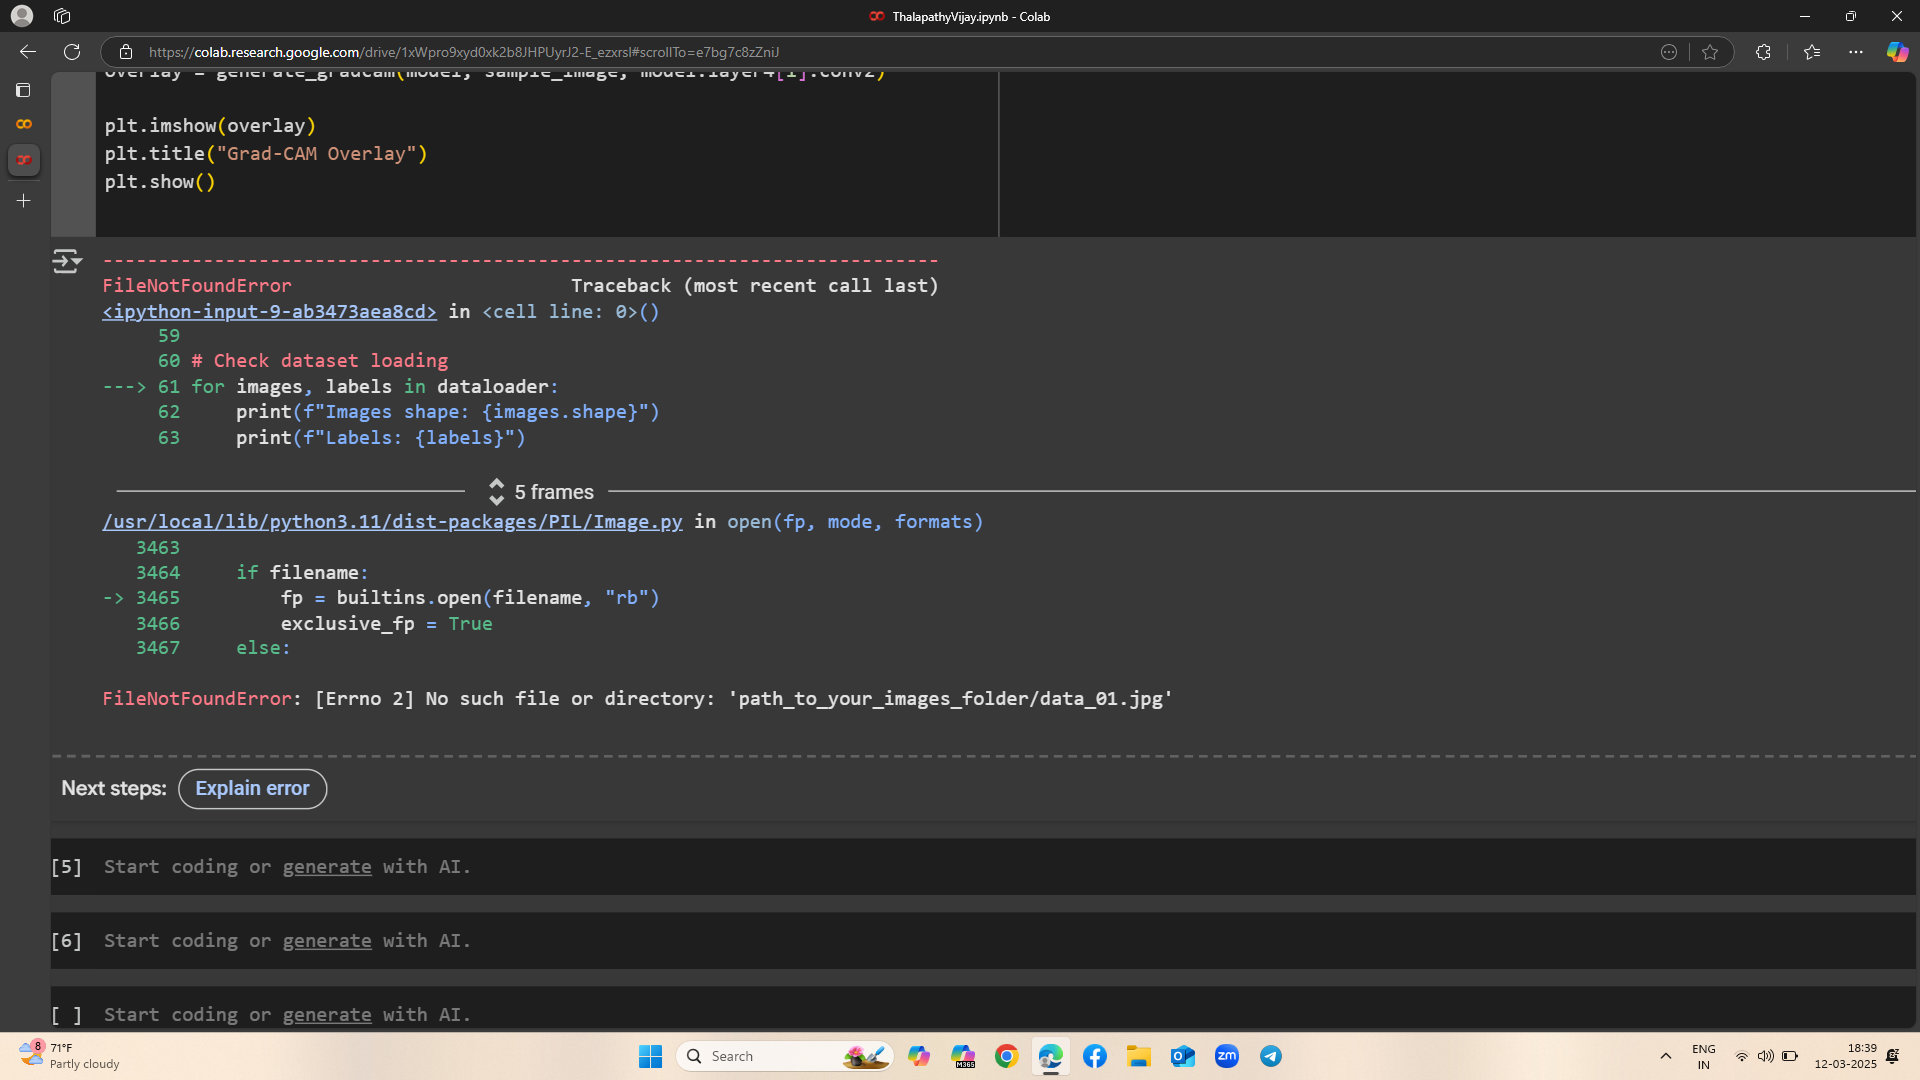 ThalapathyVijay.ipynb - Colab
https://colab.research.google.com/drive/1xWpro9xyd0xk2b8JHPUyrJ2-E_ezxrsl#scrollTo=e7bg7c8zZniJ
overlay = generate_gradcam(model, sample_image, model.layer4[1].conv2)
plt.imshow(overlay)
plt.title("Grad-CAM Overlay")
plt.show()
---------------------------------------------------------------------------
FileNotFoundError                         Traceback (most recent call last)
<ipython-input-9-ab3473aea8cd> in <cell line: 0>()
59
60 # Check dataset loading
---> 61 for images, labels in dataloader:
62     print(f"Images shape: {images.shape}")
63     print(f"Labels: {labels}")
5 frames
/usr/local/lib/python3.11/dist-packages/PIL/Image.py in open(fp, mode, formats)
3463
3464     if filename:
-> 3465         fp = builtins.open(filename, "rb")
3466         exclusive_fp = True
3467     else:
FileNotFoundError: [Errno 2] No such file or directory: 'path_to_your_images_folder/data_01.jpg'
Next steps: Explain error
[5] Start coding or generate with AI.
[6] Start coding or generate with AI.
[ ] Start coding or generate with AI.
8
71°F
Partly cloudy
Search
M365
zm
ENG
IN
18:39
12-03-2025